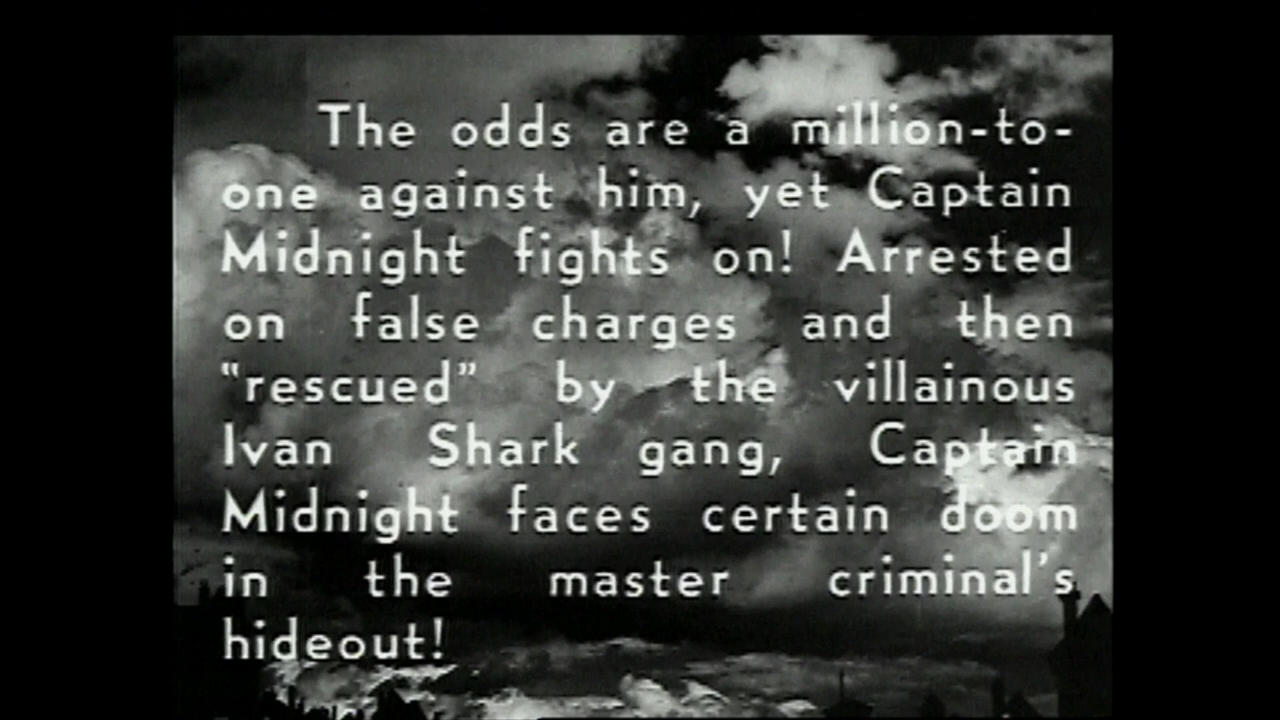 The odds are a million-to-
one against him, yet Captain
Midnight fights on! Arrested
on false charges and then
"rescued" by the villainous
Ivan Shark gang, Captain
Midnight faces certain doom
in the master criminal's
hideout!